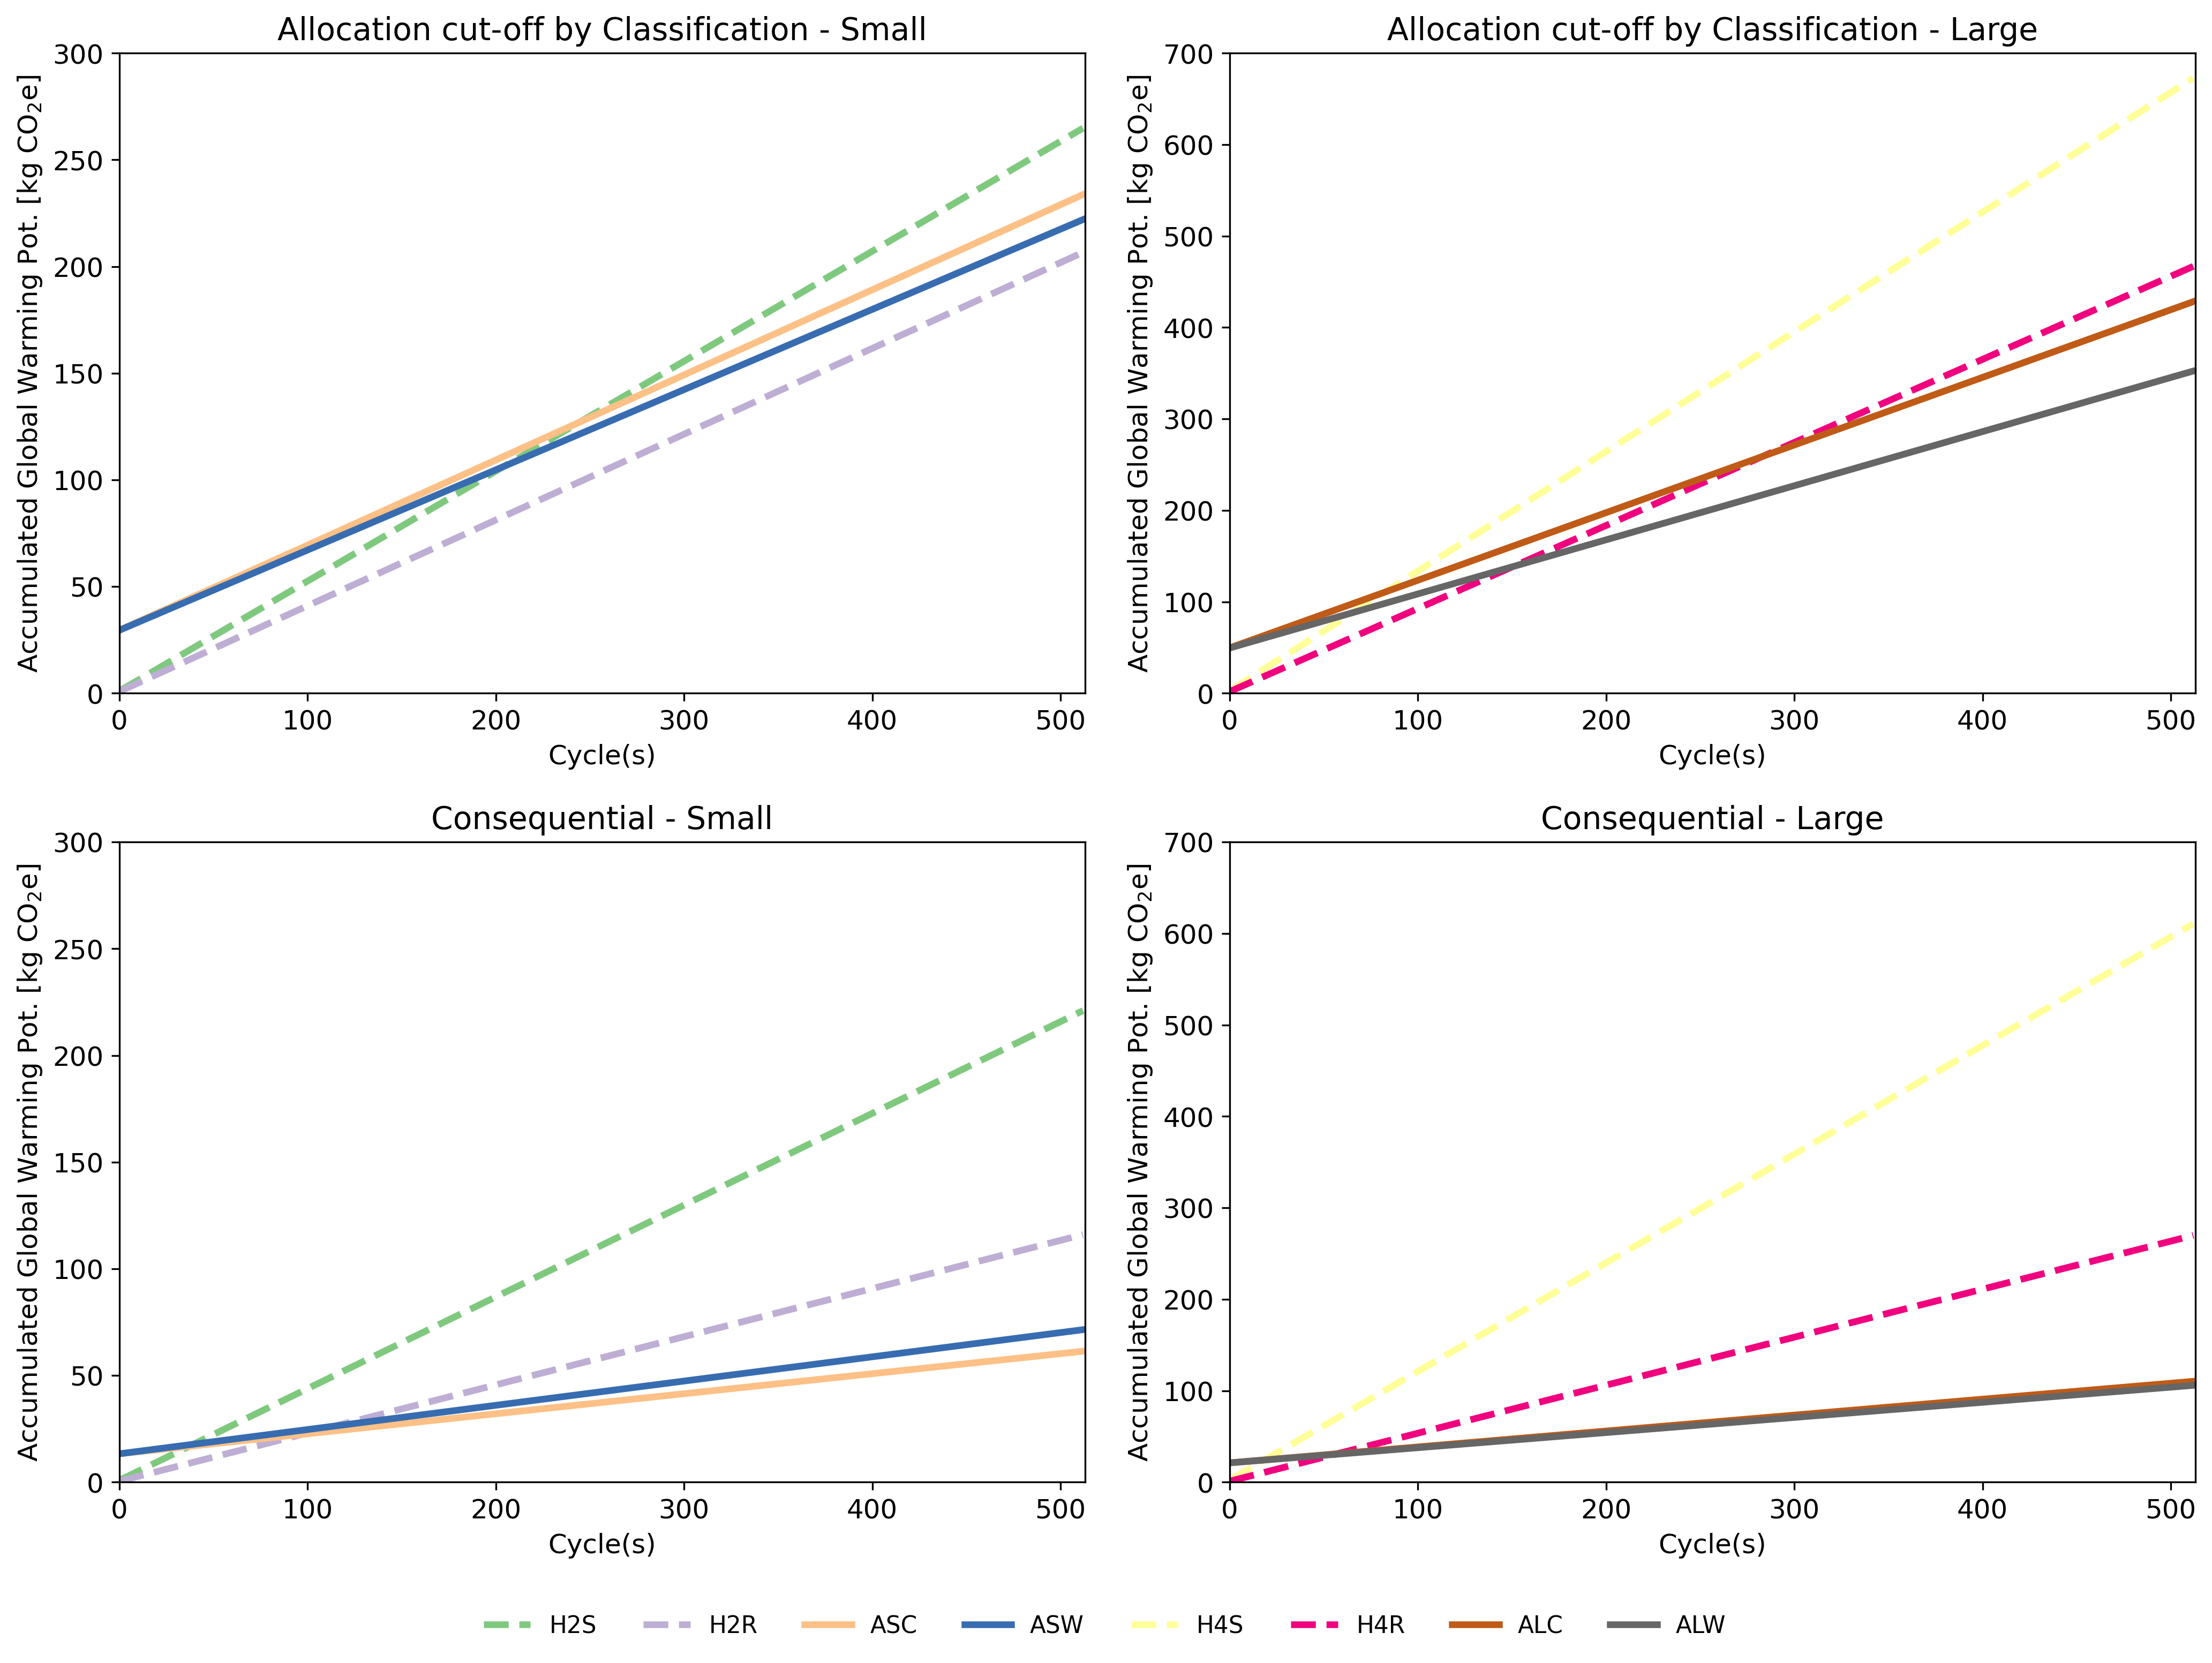 Allocation cut-off by Classification - Small
Accumulated Global Warming Pot. [kg CO₂e]
300
250
200
150
100
50
0
0 100 200 300 400 500
Cycle(s)
Allocation cut-off by Classification - Large
Accumulated Global Warming Pot. [kg CO₂e]
700
600
500
400
300
200
100
0
0 100 200 300 400 500
Cycle(s)
Consequential - Small
Accumulated Global Warming Pot. [kg CO₂e]
300
250
200
150
100
50
0
0 100 200 300 400 500
Cycle(s)
Consequential - Large
Accumulated Global Warming Pot. [kg CO₂e]
700
600
500
400
300
200
100
0
0 100 200 300 400 500
Cycle(s)
H2S H2R ASC ASW H4S H4R ALC ALW